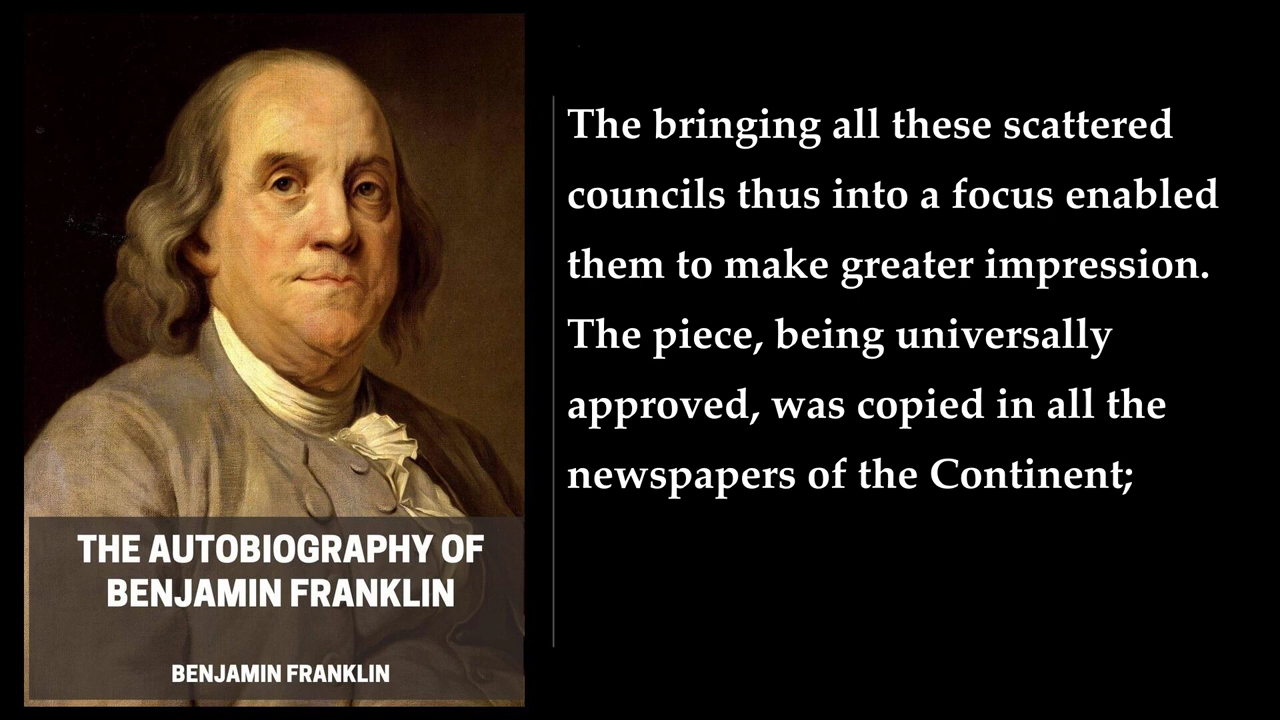 THE AUTOBIOGRAPHY OF
BENJAMIN FRANKLIN
BENJAMIN FRANKLIN
The bringing all these scattered
councils thus into a focus enabled
them to make greater impression.
The piece, being universally
approved, was copied in all the
newspapers of the Continent;